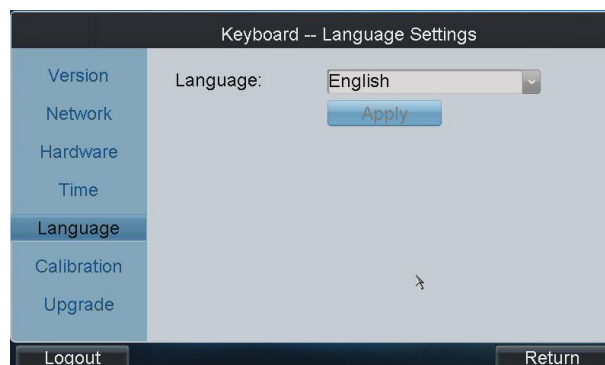 Keyboard -- Language Settings
Version
Network
Hardware
Time
Language
Calibration
Upgrade
Language:
English
Apply
Logout
Return